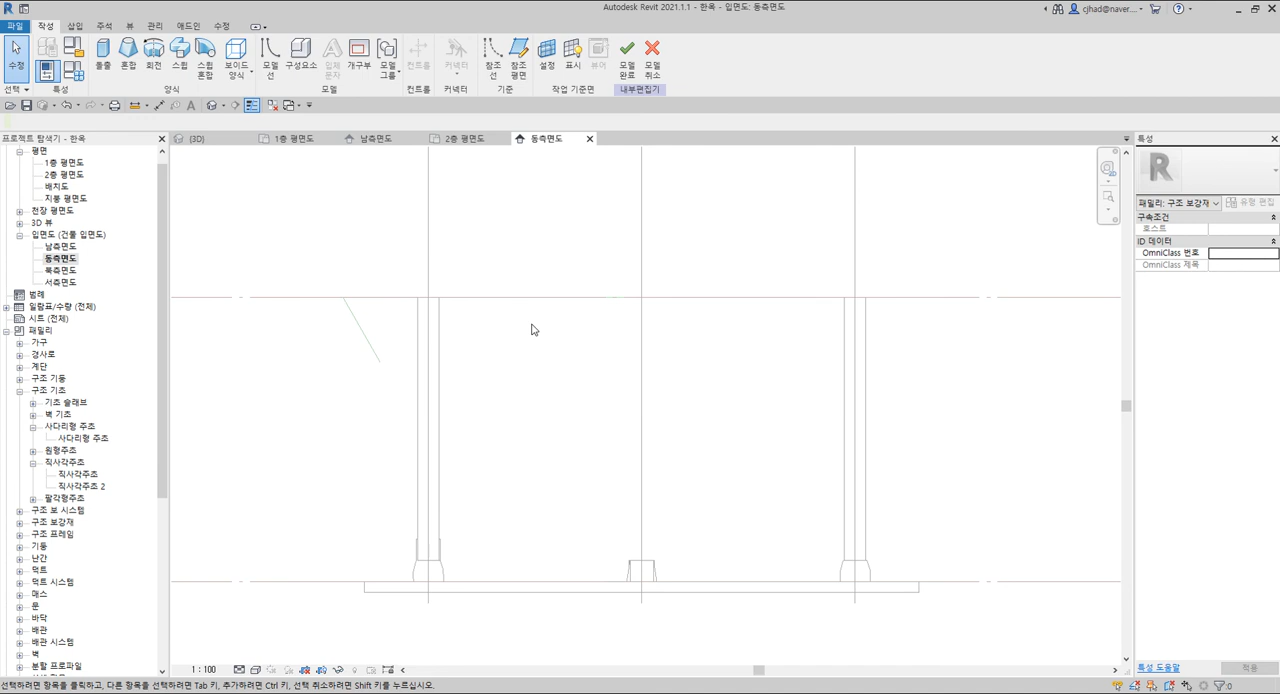 Autodesk Revit 2021.1.1 - 한옥 - 입면도: 동측면도
cjhad@naver....
파일 작성 삽입 주석 뷰 관리 애드인 수정
수정
돌출 혼합 회전 스윕 스윕 혼합 보이드 양식
모델 선 구성요소 입체 문자 개구부 모델 그룹
컨트롤 커넥터
참조 선 참조 평면
설정 표시 뷰어
모델 완료 모델 취소
선택 특성 양식 모델 컨트롤 커넥터 기준 작업 기준면 내부편집기
프로젝트 탐색기 - 한옥
(3D) 1층 평면도 남측면도 2층 평면도 동측면도
특성
평면
1층 평면도
2층 평면도
배치도
지붕 평면도
천장 평면도
3D 뷰
입면도 (건물 입면도)
남측면도
동측면도
북측면도
서측면도
범례
일람표/수량 (전체)
시트 (전체)
패밀리
가구
경사로
계단
구조 기둥
구조 기초
기초 슬래브
벽 기초
사다리형 주초
사다리형 주초
원형주초
직사각주초
직사각주초
직사각주초 2
팔각형주초
구조 보 시스템
구조 보강재
구조 프레임
기둥
난간
덕트
덕트 시스템
매스
문
바닥
배관
배관 시스템
벽
분할 프로파일
2D
R
패밀리: 구조 보강재 유형 편집
구속조건
호스트
ID 데이터
OmniClass 번호
OmniClass 제목
특성 도움말 적용
1 : 100
선택하려면 항목을 클릭하고, 다른 항목을 선택하려면 Tab 키, 추가하려면 Ctrl 키, 선택 취소하려면 Shift 키를 누르십시오.
:0